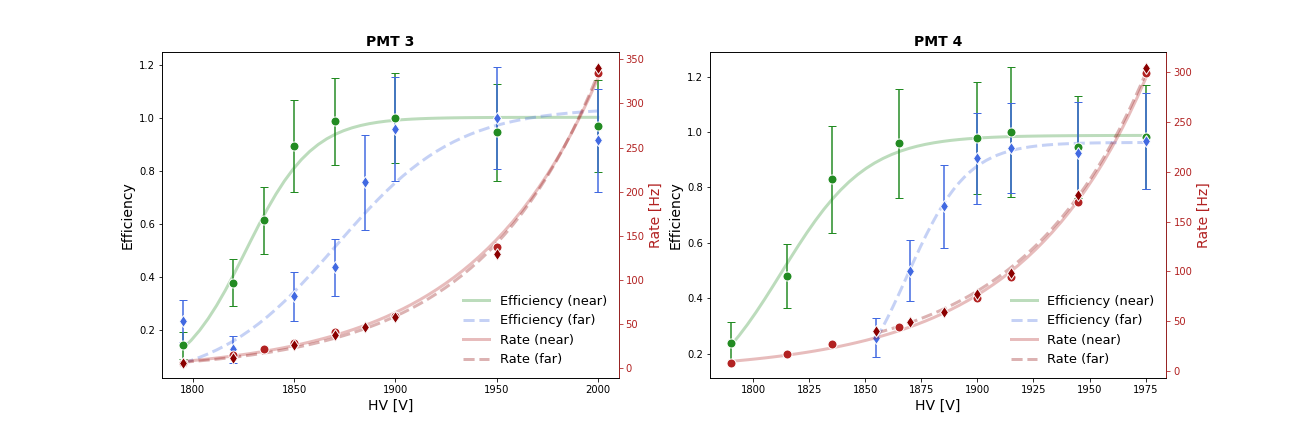 PMT 3
PMT 4
1.2
1.0
0.8
0.6
0.4
0.2
Efficiency
350
300
250
200
150
100
50
0
Rate [Hz]
Efficiency (near)
Efficiency (far)
Rate (near)
Rate (far)
1800
1850
1900
1950
2000
HV [V]
1.2
1.0
0.8
0.6
0.4
0.2
Efficiency
300
250
200
150
100
50
0
Rate [Hz]
Efficiency (near)
Efficiency (far)
Rate (near)
Rate (far)
1800
1825
1850
1875
1900
1925
1950
1975
HV [V]